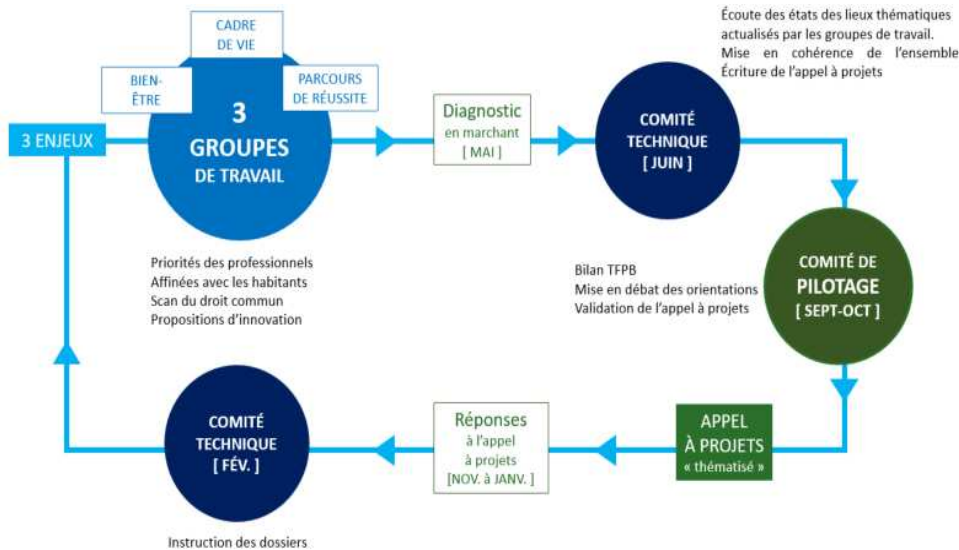 3 ENJEUX
BIEN-
ÊTRE
CADRE
DE VIE
PARCOURS
DE RÉUSSITE
3
GROUPES
DE TRAVAIL
Priorités des professionnels
Affinées avec les habitants
Scan du droit commun
Propositions d'innovation
Diagnostic
en marchant
[ MAI ]
COMITÉ
TECHNIQUE
[ JUIN ]
Écoute des états des lieux thématiques
actualisés par les groupes de travail.
Mise en cohérence de l'ensemble
Écriture de l'appel à projets
COMITÉ DE
PILOTAGE
[ SEPT-OCT ]
Bilan TFPB
Mise en débat des orientations
Validation de l'appel à projets
APPEL
À PROJETS
« thématisé »
Réponses
à l'appel
à projets
[NOV. à JANV. ]
COMITÉ
TECHNIQUE
[ FÉV. ]
Instruction des dossiers